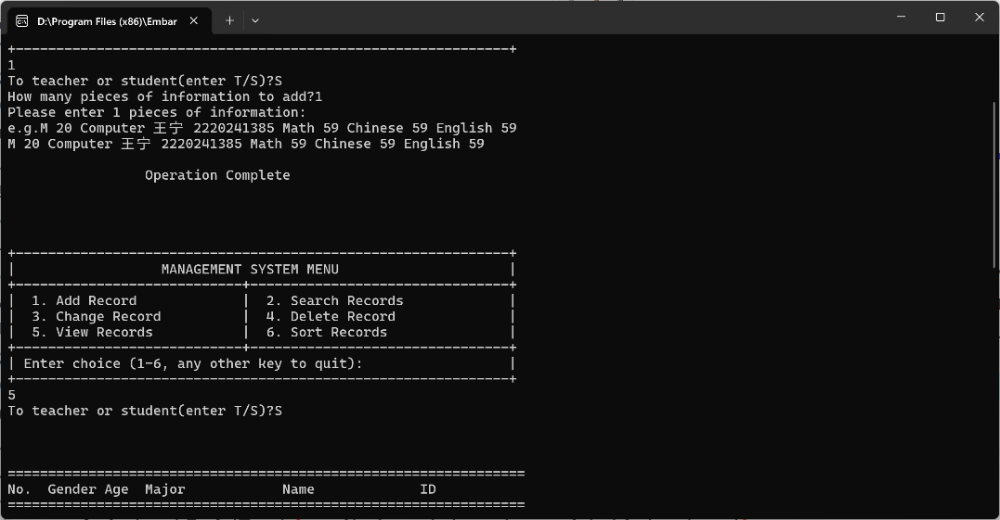 D:\Program Files (x86)\Embar
+--------------------------------------------------------------+
1
To teacher or student(enter T/S)?S
How many pieces of information to add?1
Please enter 1 pieces of information:
e.g.M 20 Computer 王宁 2220241385 Math 59 Chinese 59 English 59
M 20 Computer 王宁 2220241385 Math 59 Chinese 59 English 59
Operation Complete
+--------------------------------------------------------------+
|                  MANAGEMENT SYSTEM MENU                      |
+-----------------------------+--------------------------------+
|  1. Add Record              |  2. Search Records             |
|  3. Change Record           |  4. Delete Record              |
|  5. View Records            |  6. Sort Records               |
+-----------------------------+--------------------------------+
| Enter choice (1-6, any other key to quit):                   |
+--------------------------------------------------------------+
5
To teacher or student(enter T/S)?S
================================================================
No.  Gender Age  Major            Name             ID
================================================================